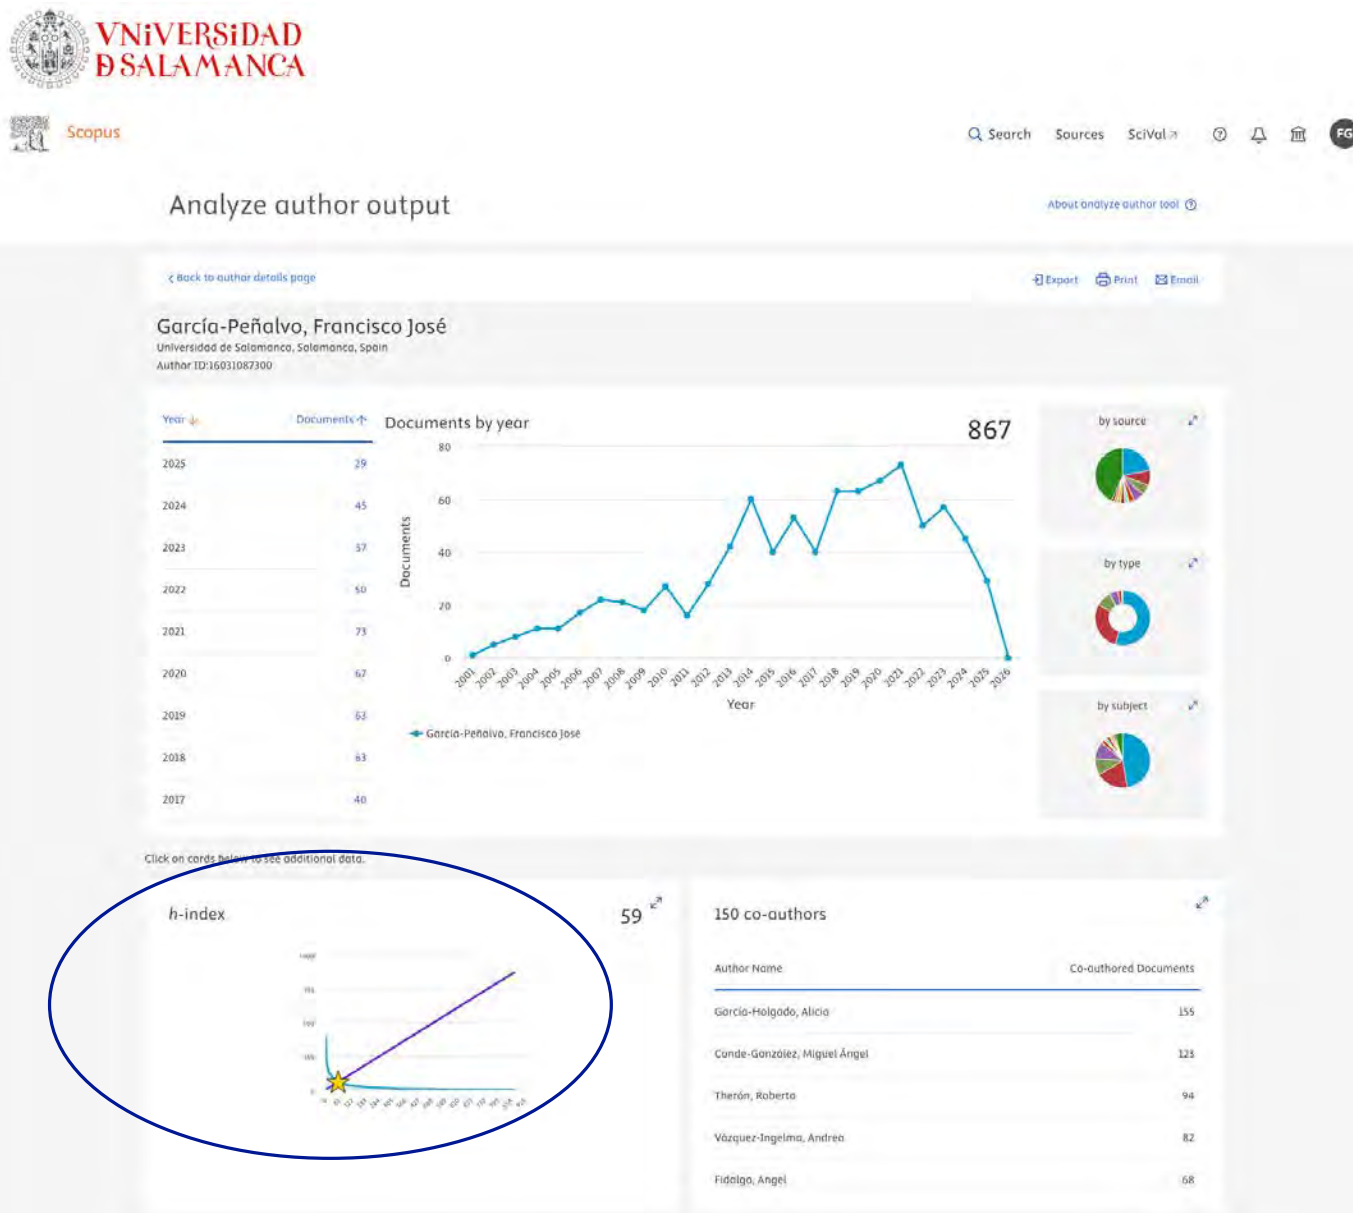 VNiVERSiDAD
Ð SALAMANCA
Scopus
Search Sources SciVal FG
Analyze author output
About analyze author tool
Back to author details page
Export Print Email
García-Peñalvo, Francisco José
Universidad de Salamanca, Salamanca, Spain
Author ID:16031087300
Year Documents
2025 29
2024 45
2023 57
2022 50
2021 73
2020 67
2019 63
2018 63
2017 40
Documents by year
867
80
60
40
20
0
Documents
2001 2002 2003 2004 2005 2006 2007 2008 2009 2010 2011 2012 2013 2014 2015 2016 2017 2018 2019 2020 2021 2022 2023 2024 2025 2026
Year
García-Peñalvo, Francisco José
by source
by type
by subject
Click on cards below to see additional data.
h-index
59
0
150 co-authors
Author Name Co-authored Documents
García-Holgado, Alicia 155
Conde-González, Miguel Ángel 123
Therón, Roberto 94
Vázquez-Ingelmo, Andrea 82
Fidalgo, Angel 68